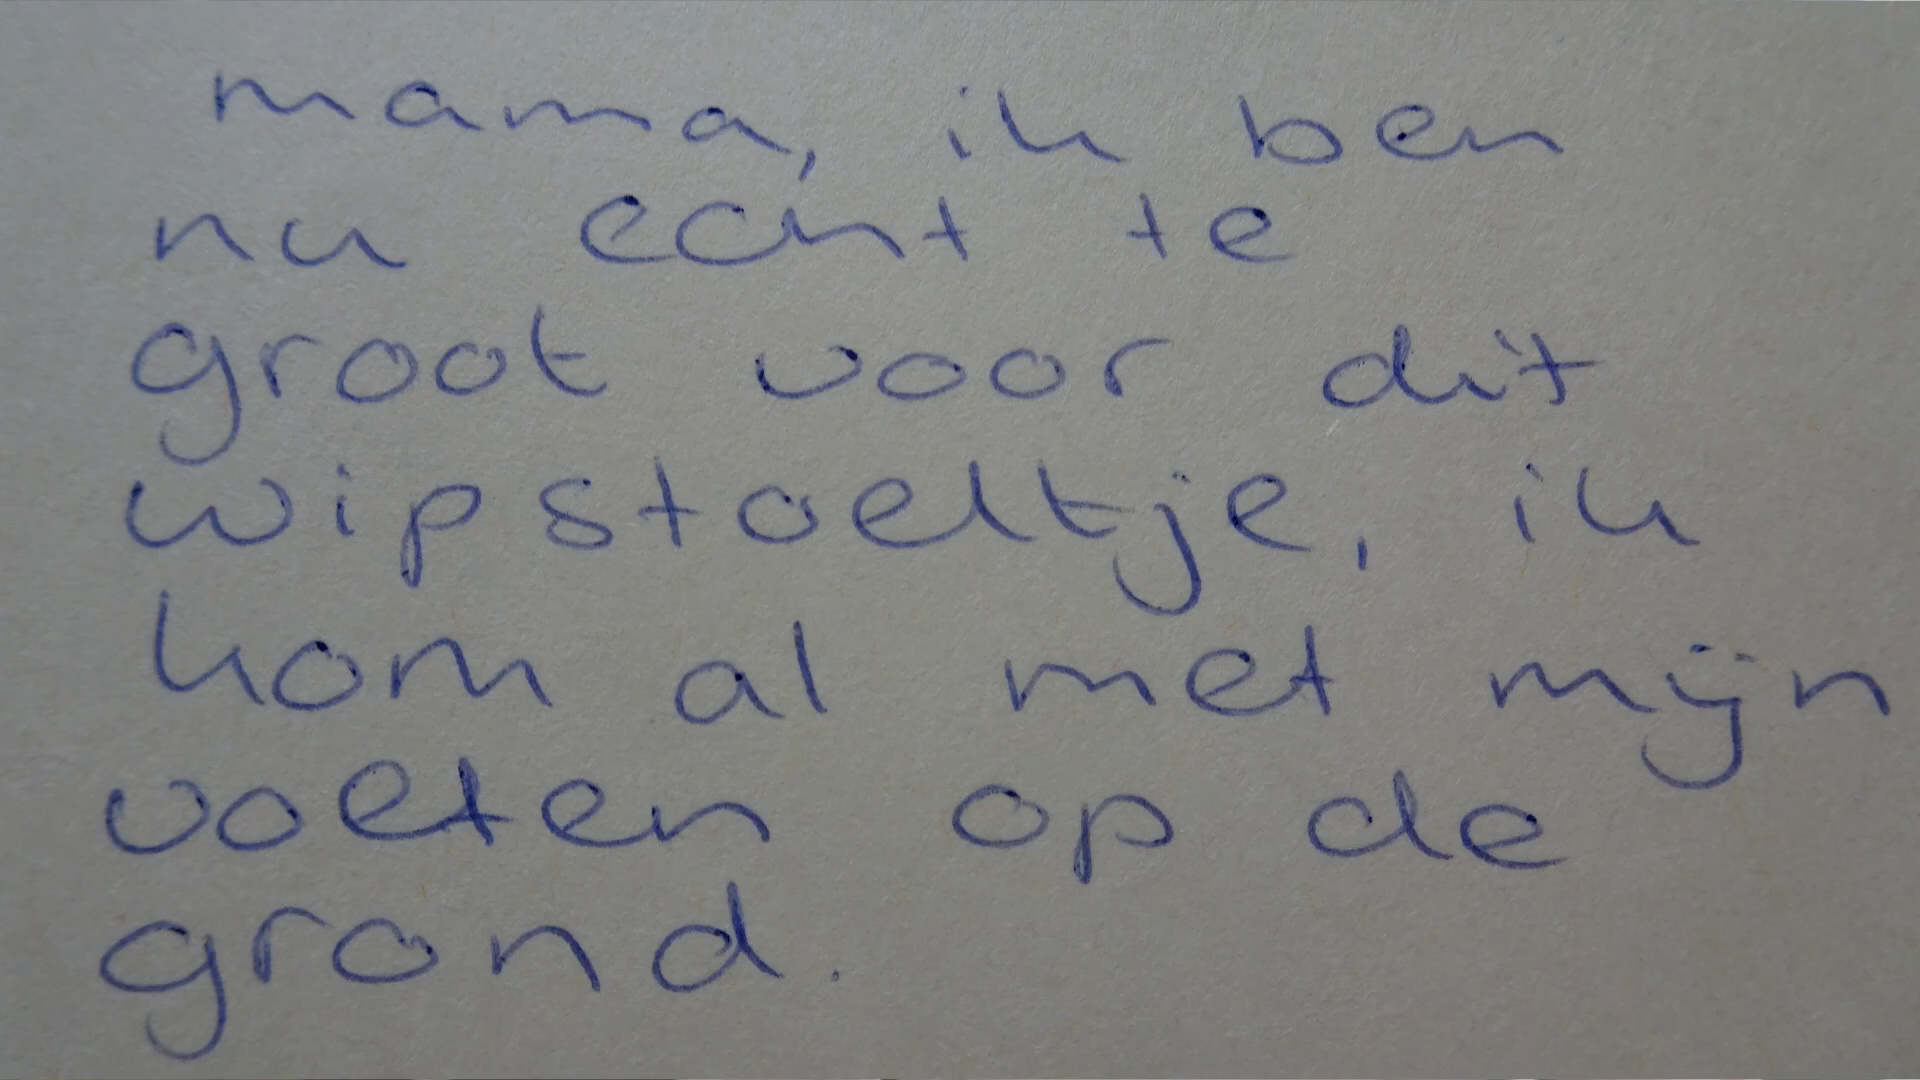 mama, ik ben
nu echt te
groot voor dit
wipstoeltje, ik
kom al met mijn
voeten op de
grond.